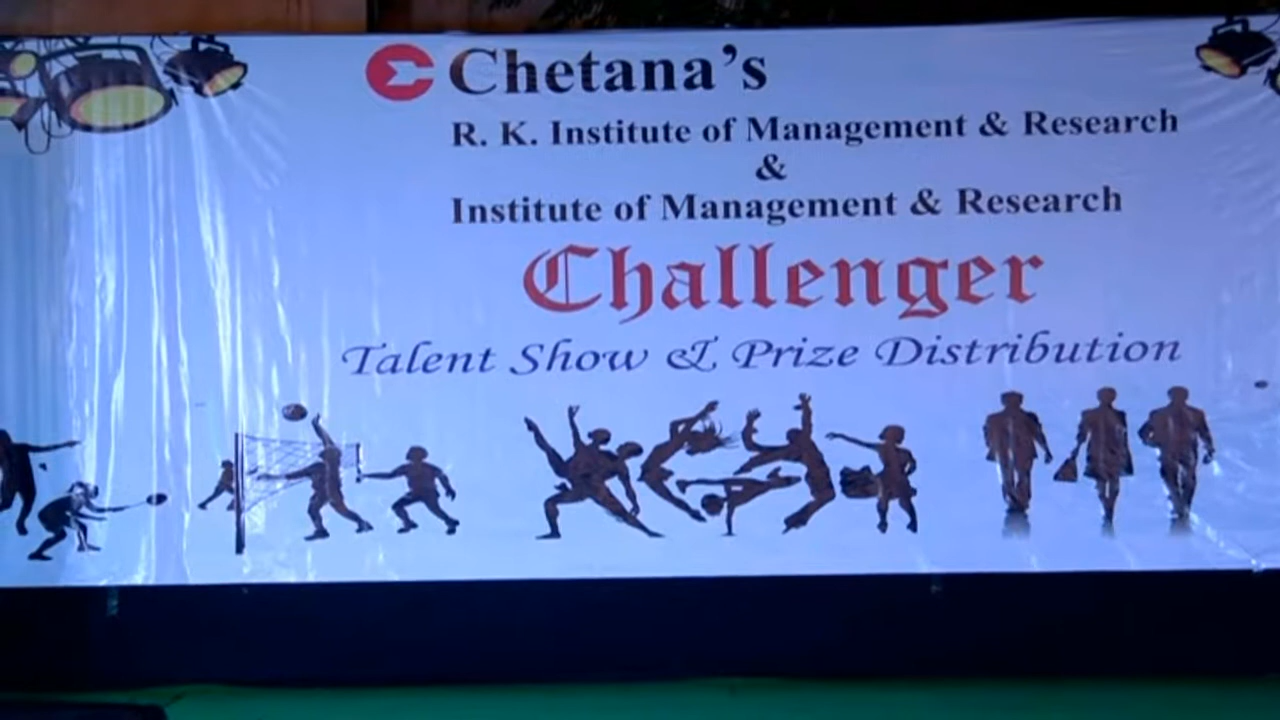 Chetana's
R. K. Institute of Management & Research
&
Institute of Management & Research
Challenger
Talent Show & Prize Distribution